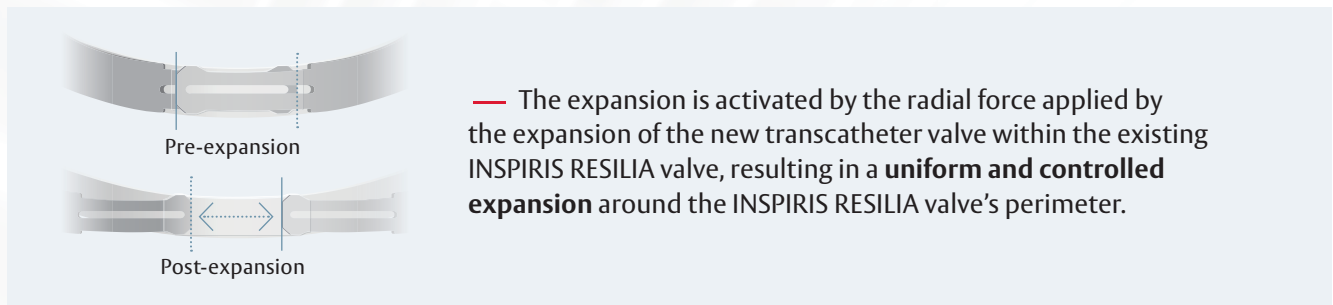 Pre-expansion
Post-expansion
— The expansion is activated by the radial force applied by
the expansion of the new transcatheter valve within the existing
INSPIRIS RESILIA valve, resulting in a uniform and controlled
expansion around the INSPIRIS RESILIA valve’s perimeter.